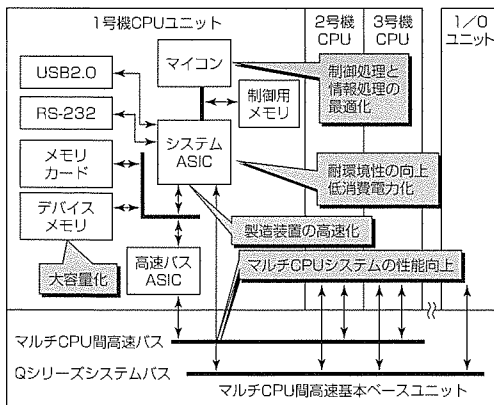 1号機CPUユニット
2号機
CPU
3号機
CPU
I/O
ユニット
USB2.0
RS-232
メモリ
カード
デバイス
メモリ
大容量化
マイコン
制御用
メモリ
システム
ASIC
高速バス
ASIC
制御処理と
情報処理の
最適化
耐環境性の向上
低消費電力化
製造装置の高速化
マルチCPUシステムの性能向上
マルチCPU間高速バス
Qシリーズシステムバス
マルチCPU間高速基本ベースユニット